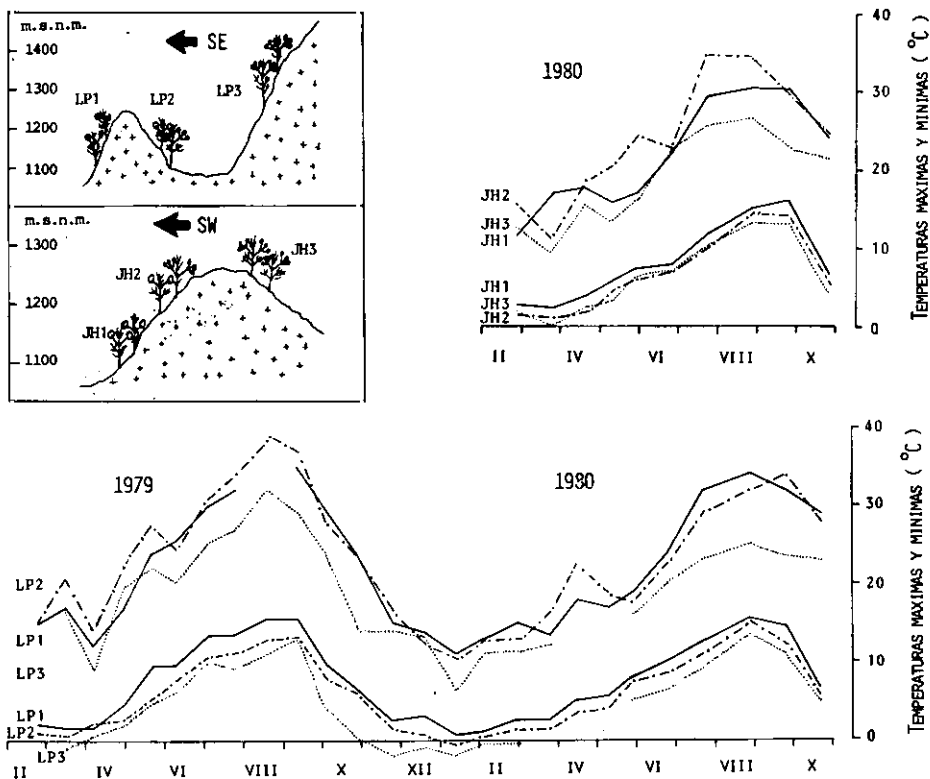 m.s.n.m.
1400
1300
1200
1100
SE
LP1
LP2
LP3
m.s.n.m.
1300
1200
1100
SW
JH1
JH2
JH3
1980
JH2
JH3
JH1
JH1
JH3
JH2
II IV VI VIII X
40
30
20
10
0
TEMPERATURAS MAXIMAS Y MINIMAS ( °C )
1979
1980
LP2
LP1
LP3
LP1
LP2
LP3
II IV VI VIII X XII II IV VI VIII X
40
30
20
10
0
TEMPERATURAS MAXIMAS Y MINIMAS ( °C )